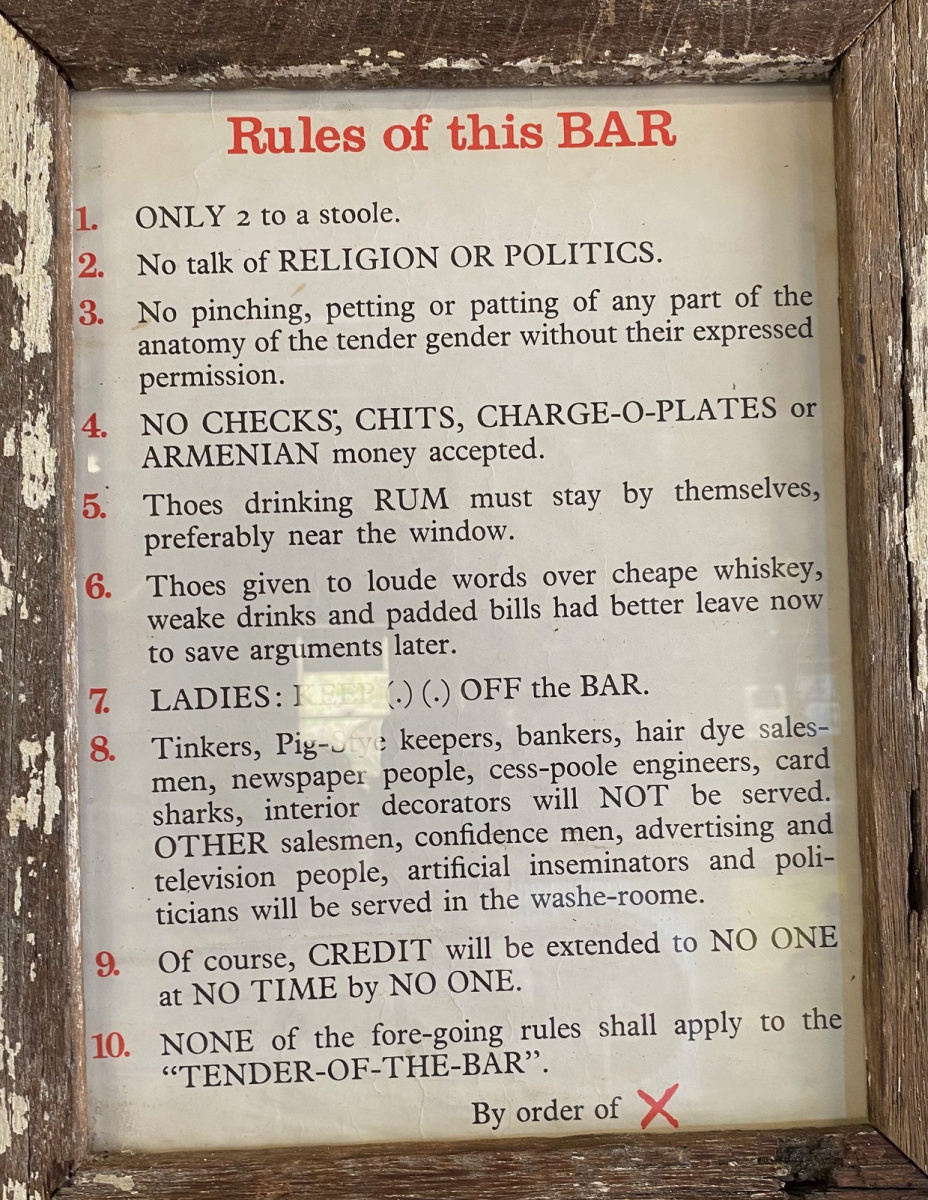 Rules of this BAR
1. ONLY 2 to a stoole.
2. No talk of RELIGION OR POLITICS.
3. No pinching, petting or patting of any part of the
anatomy of the tender gender without their expressed
permission.
4. NO CHECKS; CHITS, CHARGE-O-PLATES or
ARMENIAN money accepted.
5. Thoes drinking RUM must stay by themselves,
preferably near the window.
6. Thoes given to loude words over cheape whiskey,
weake drinks and padded bills had better leave now
to save arguments later.
7. LADIES: KEEP (.) (.) OFF the BAR.
8. Tinkers, Pig-Stye keepers, bankers, hair dye sales-
men, newspaper people, cess-poole engineers, card
sharks, interior decorators will NOT be served.
OTHER salesmen, confidence men, advertising and
television people, artificial inseminators and poli-
ticians will be served in the washe-roome.
9. Of course, CREDIT will be extended to NO ONE
at NO TIME by NO ONE.
10. NONE of the fore-going rules shall apply to the
“TENDER-OF-THE-BAR”.
By order of X